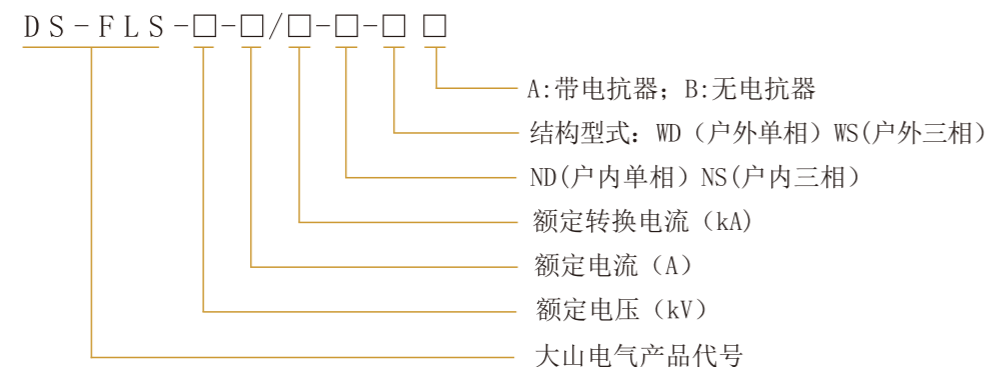 DS-FLS-□-□/□-□-□ □
A:带电抗器；B:无电抗器
结构型式：WD（户外单相）WS(户外三相）
ND(户内单相）NS(户内三相）
额定转换电流（kA)
额定电流（A）
额定电压（kV）
大山电气产品代号